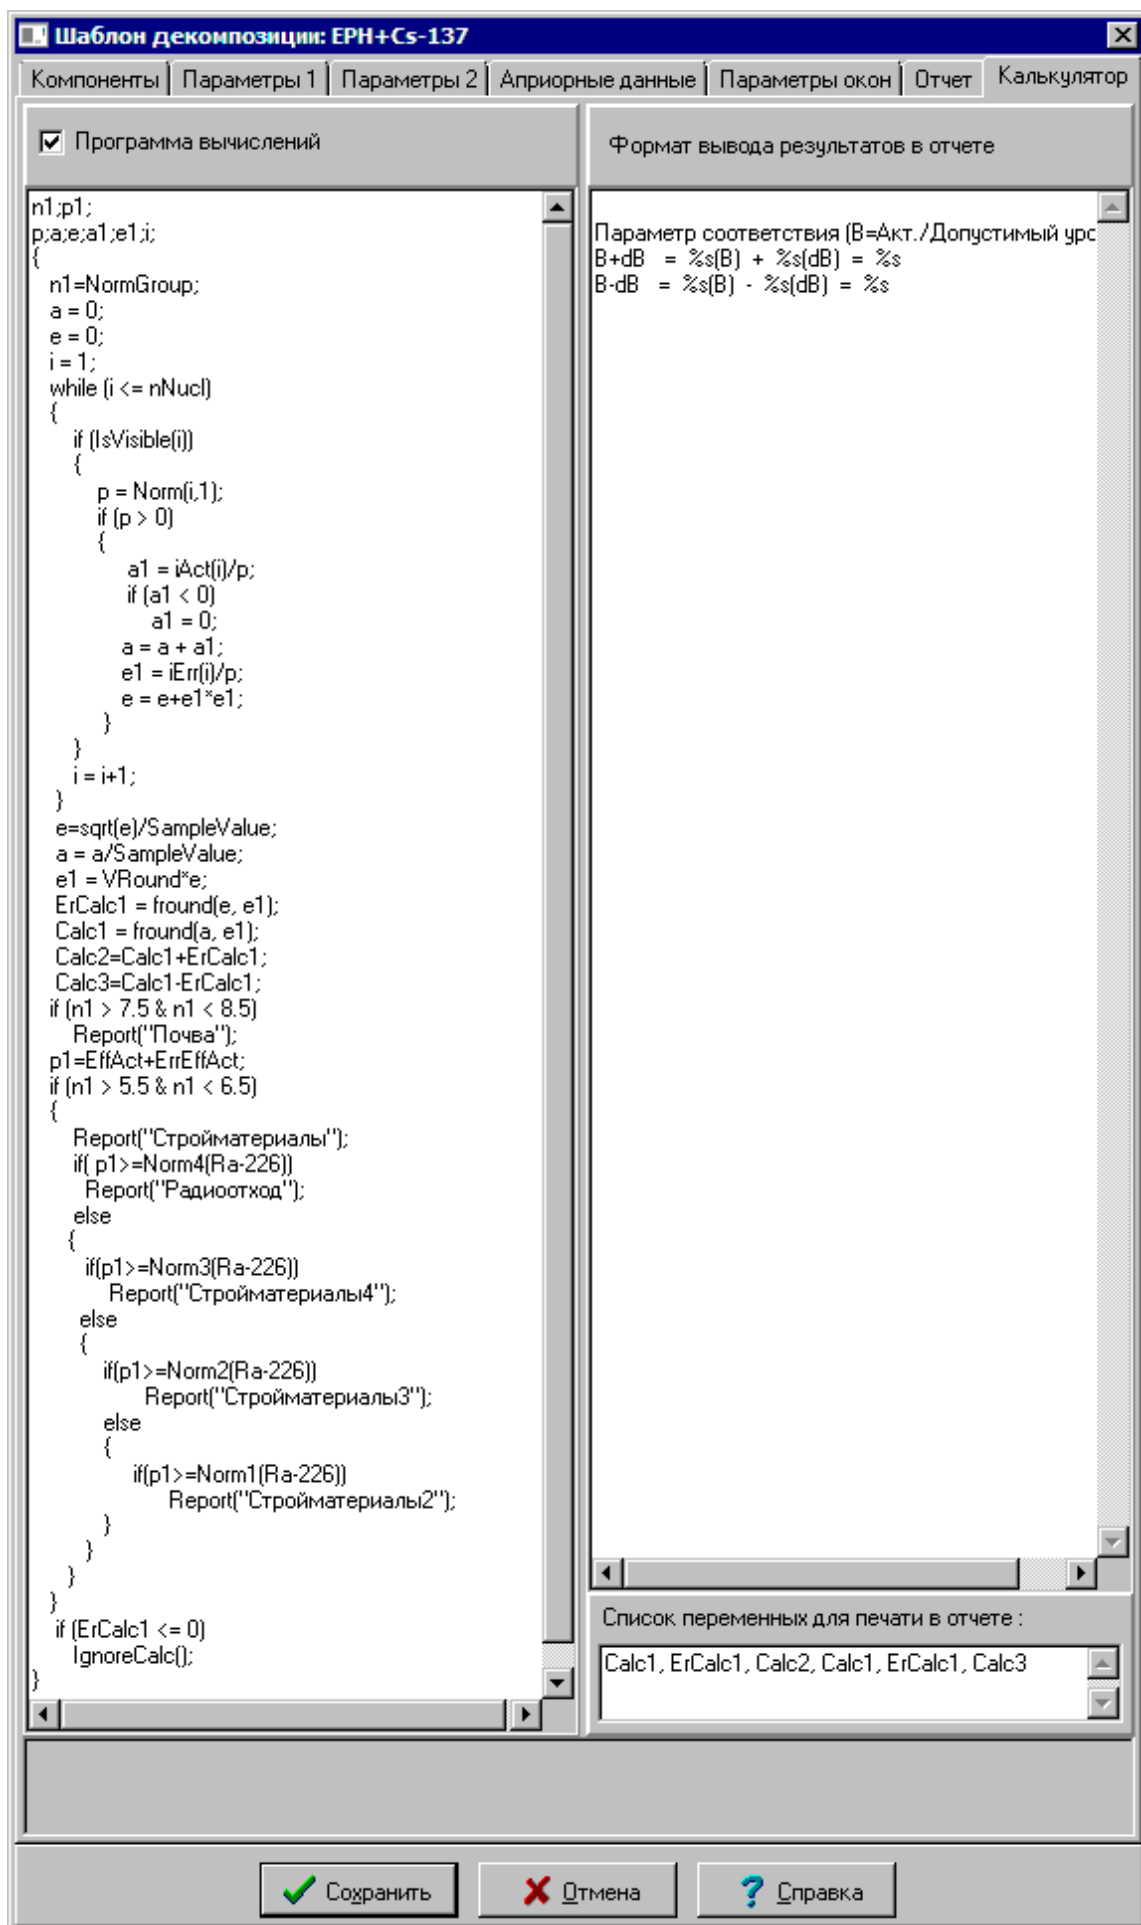 Шаблон декомпозиции: ЕРН+Cs-137
Компоненты Параметры 1 Параметры 2 Априорные данные Параметры окон Отчет Калькулятор
Программа вычислений
n1;p1;
p;a;e;a1;e1;i;
{
n1=NormGroup;
a = 0;
e = 0;
i = 1;
while (i <= nNucl)
{
if (IsVisible(i))
{
p = Norm(i,1);
if (p > 0)
{
a1 = iAct(i)/p;
if (a1 < 0)
a1 = 0;
a = a + a1;
e1 = iErr(i)/p;
e = e+e1*e1;
}
}
i = i+1;
}
e=sqrt(e)/SampleValue;
a = a/SampleValue;
e1 = VRound*e;
ErCalc1 = fround(e, e1);
Calc1 = fround(a, e1);
Calc2=Calc1+ErCalc1;
Calc3=Calc1-ErCalc1;
if (n1 > 7.5 & n1 < 8.5)
Report("Почва");
p1=EffAct+ErrEffAct;
if (n1 > 5.5 & n1 < 6.5)
{
Report("Стройматериалы");
if( p1>=Norm4(Ra-226))
Report("Радиоотход");
else
{
if(p1>=Norm3(Ra-226))
Report("Стройматериалы4");
else
{
if(p1>=Norm2(Ra-226))
Report("Стройматериалы3");
else
{
if(p1>=Norm1(Ra-226))
Report("Стройматериалы2");
}
}
}
}
if (ErCalc1 <= 0)
IgnoreCalc();
}
Формат вывода результатов в отчете
Параметр соответствия (В=Акт./Допустимый уро
B+dB = %s(B) + %s(dB) = %s
B-dB = %s(B) - %s(dB) = %s
Список переменных для печати в отчете :
Calc1, ErCalc1, Calc2, Calc1, ErCalc1, Calc3
Сохранить Отмена Справка